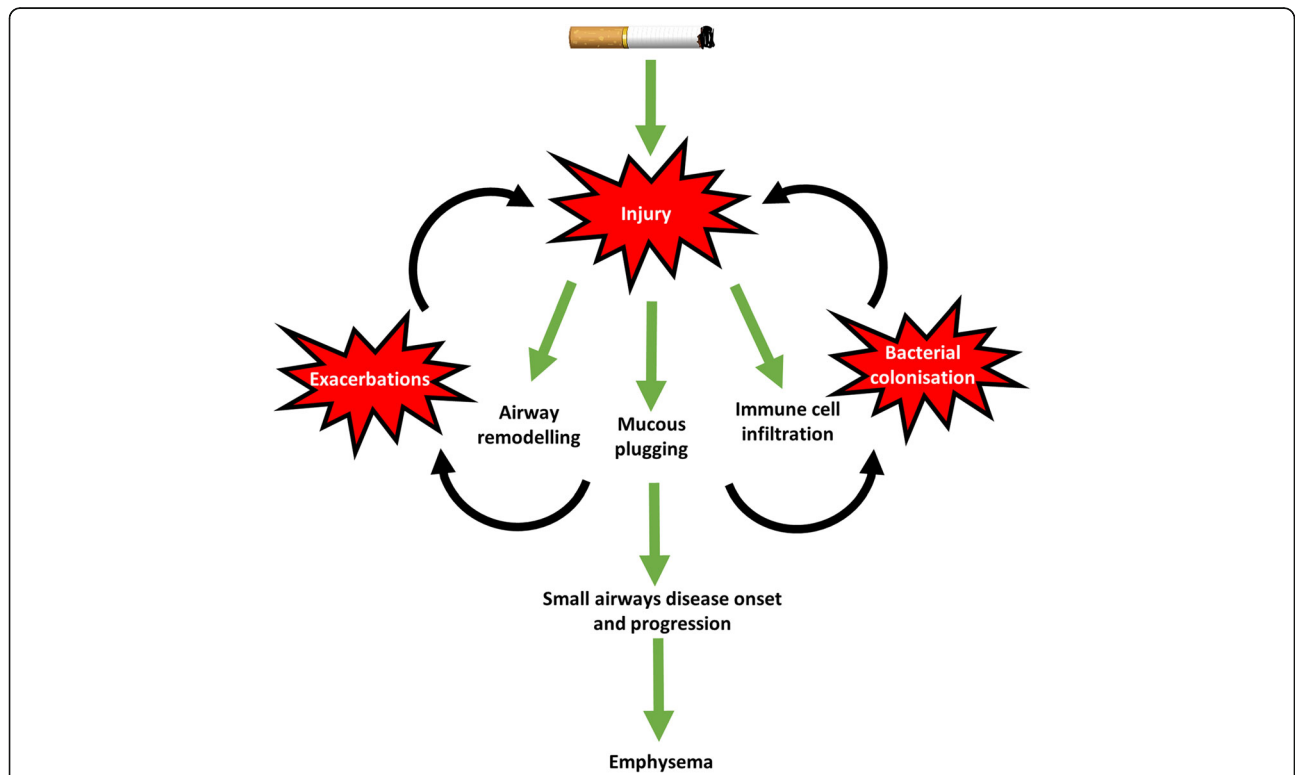 Injury
Exacerbations
Bacterial
colonisation
Airway
remodelling
Mucous
plugging
Immune cell
infiltration
Small airways disease onset
and progression
Emphysema